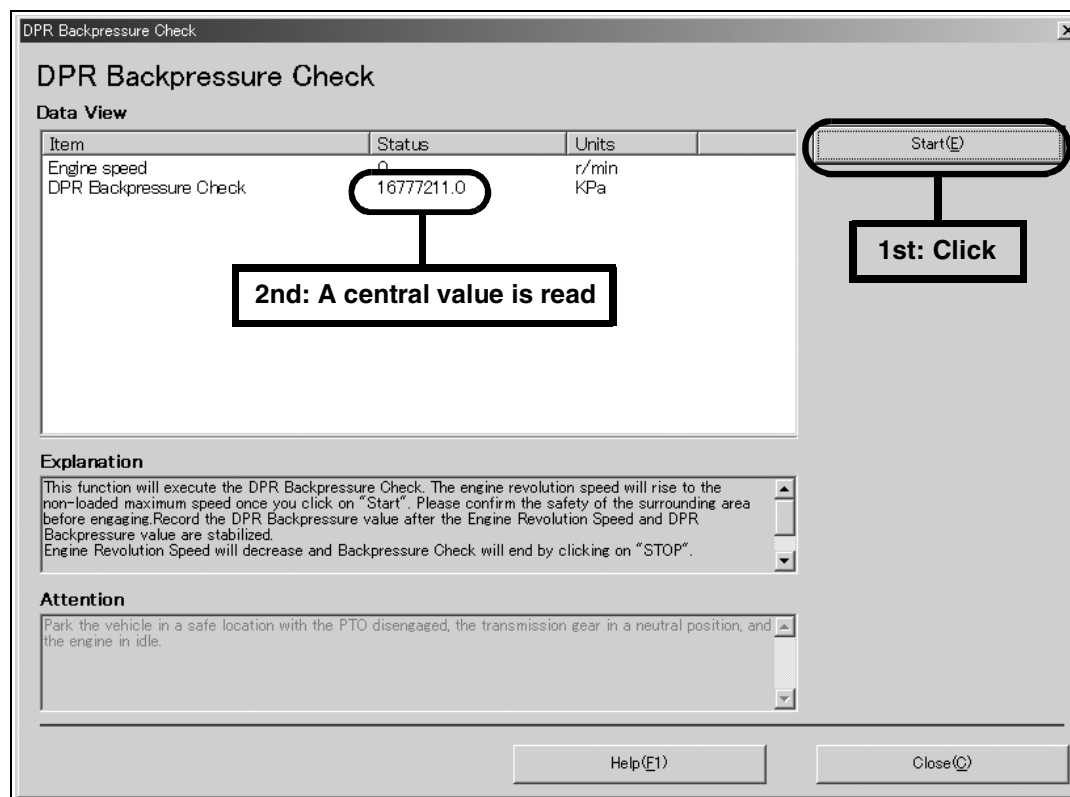 DPR Backpressure Check
DPR Backpressure Check
Data View
Item Status Units
Start(E)
Engine speed 0 r/min
DPR Backpressure Check 16777211.0 KPa
1st: Click
2nd: A central value is read
Explanation
This function will execute the DPR Backpressure Check. The engine revolution speed will rise to the
non-loaded maximum speed once you click on "Start". Please confirm the safety of the surrounding area
before engaging.Record the DPR Backpressure value after the Engine Revolution Speed and DPR
Backpressure value are stabilized.
Engine Revolution Speed will decrease and Backpressure Check will end by clicking on "STOP".
Attention
Park the vehicle in a safe location with the PTO disengaged, the transmission gear in a neutral position, and
the engine in idle.
Help(F1) Close(C)